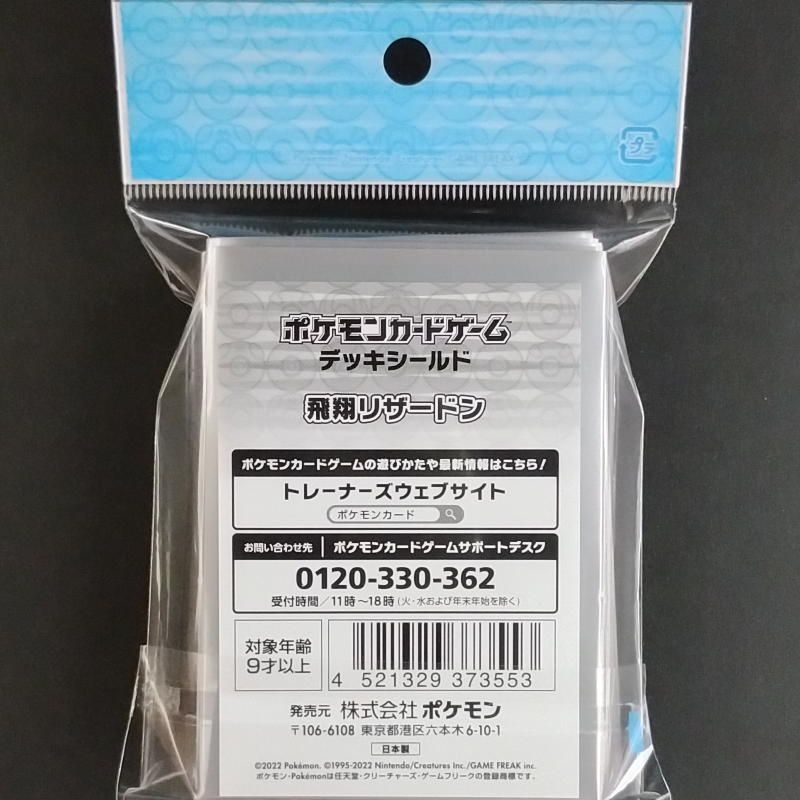 プラ
ポケモンカードゲーム
デッキシールド
飛翔リザードン
ポケモンカードゲームの遊びかたや最新情報はこちら！
トレーナーズウェブサイト
ポケモンカード
お問い合わせ先 ポケモンカードゲームサポートデスク
0120-330-362
受付時間／11時～18時(火・水および年末年始を除く)
対象年齢
9才以上
4 521329 373553
発売元 株式会社 ポケモン
〒106-6108 東京都港区六本木6-10-1
日本製
©2022 Pokémon. ©1995-2022 Nintendo/Creatures Inc./GAME FREAK inc.
ポケモン・Pokémonは任天堂・クリーチャーズ・ゲームフリークの登録商標です。